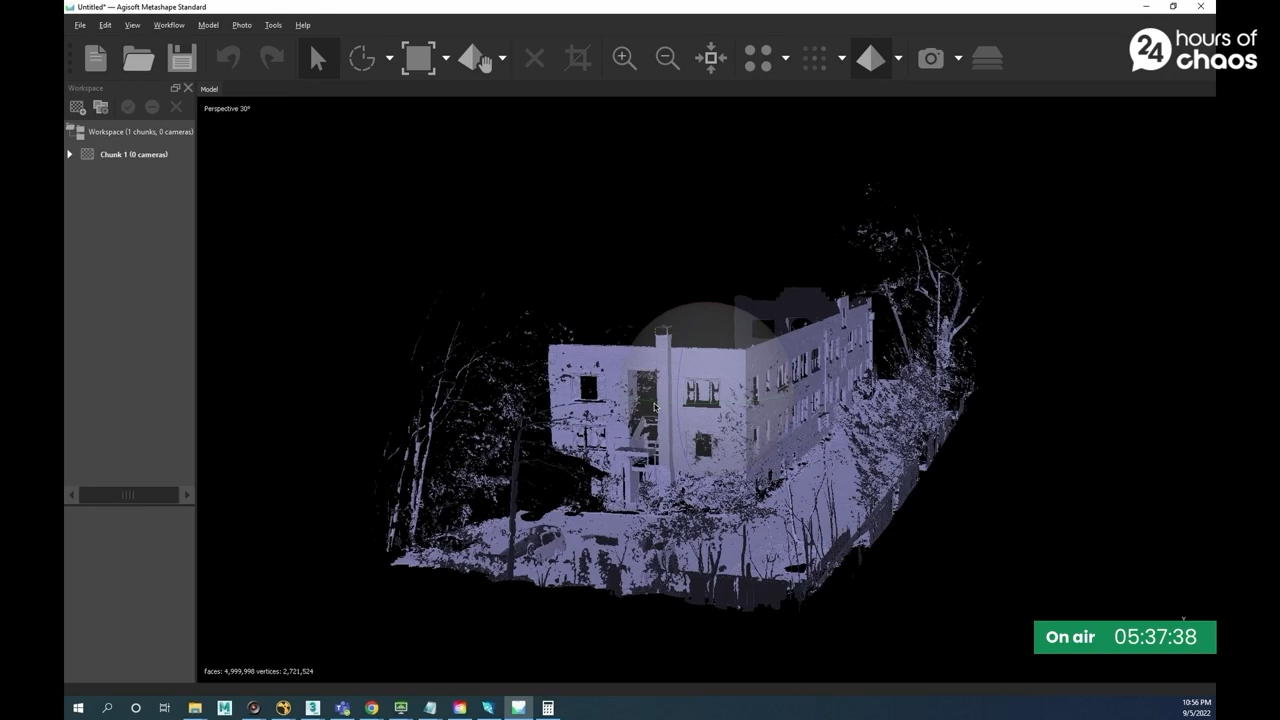 Untitled* — Agisoft Metashape Standard
File Edit View Workflow Model Photo Tools Help
24 hours of chaos
Workspace
Model
Perspective 30°
Workspace (1 chunks, 0 cameras)
Chunk 1 (0 cameras)
On air 05:37:38
faces: 4,999,998 vertices: 2,721,524
10:56 PM
9/5/2022